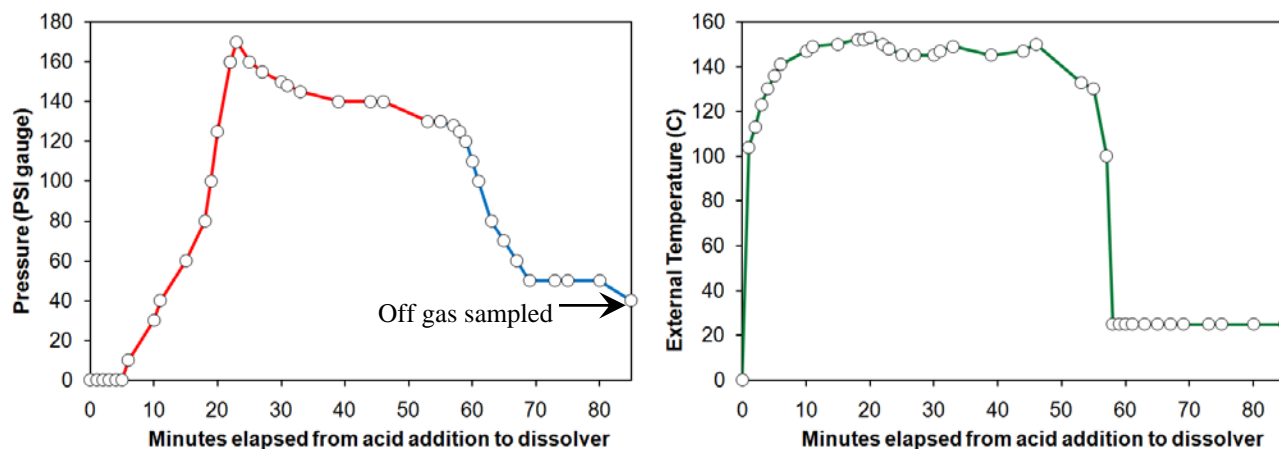 Pressure (PSI gauge)
180
160
140
120
100
80
60
40
20
0
Off gas sampled
0 10 20 30 40 50 60 70 80
Minutes elapsed from acid addition to dissolver
External Temperature (C)
160
140
120
100
80
60
40
20
0
0 10 20 30 40 50 60 70 80
Minutes elapsed from acid addition to dissolver